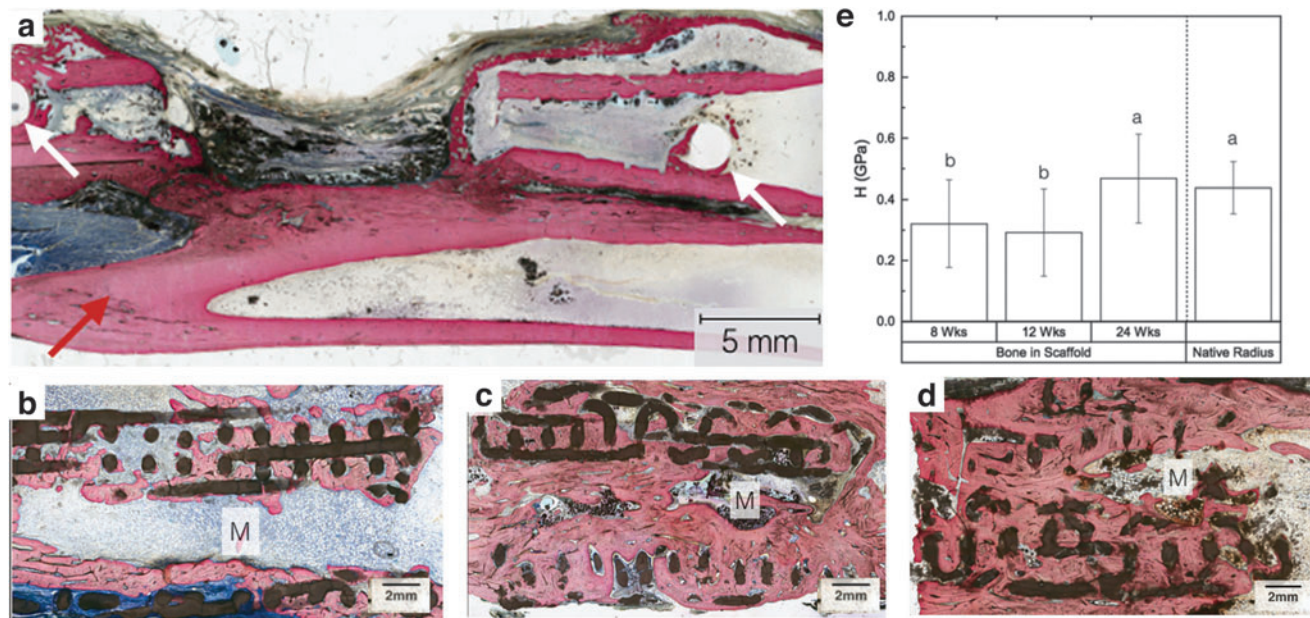 a
5 mm
e
1.0
0.8
0.6
0.4
0.2
0.0
H (GPa)
b
b
a
a
8 Wks
12 Wks
24 Wks
Bone in Scaffold
Native Radius
b
M
2mm
c
M
2mm
d
M
2mm